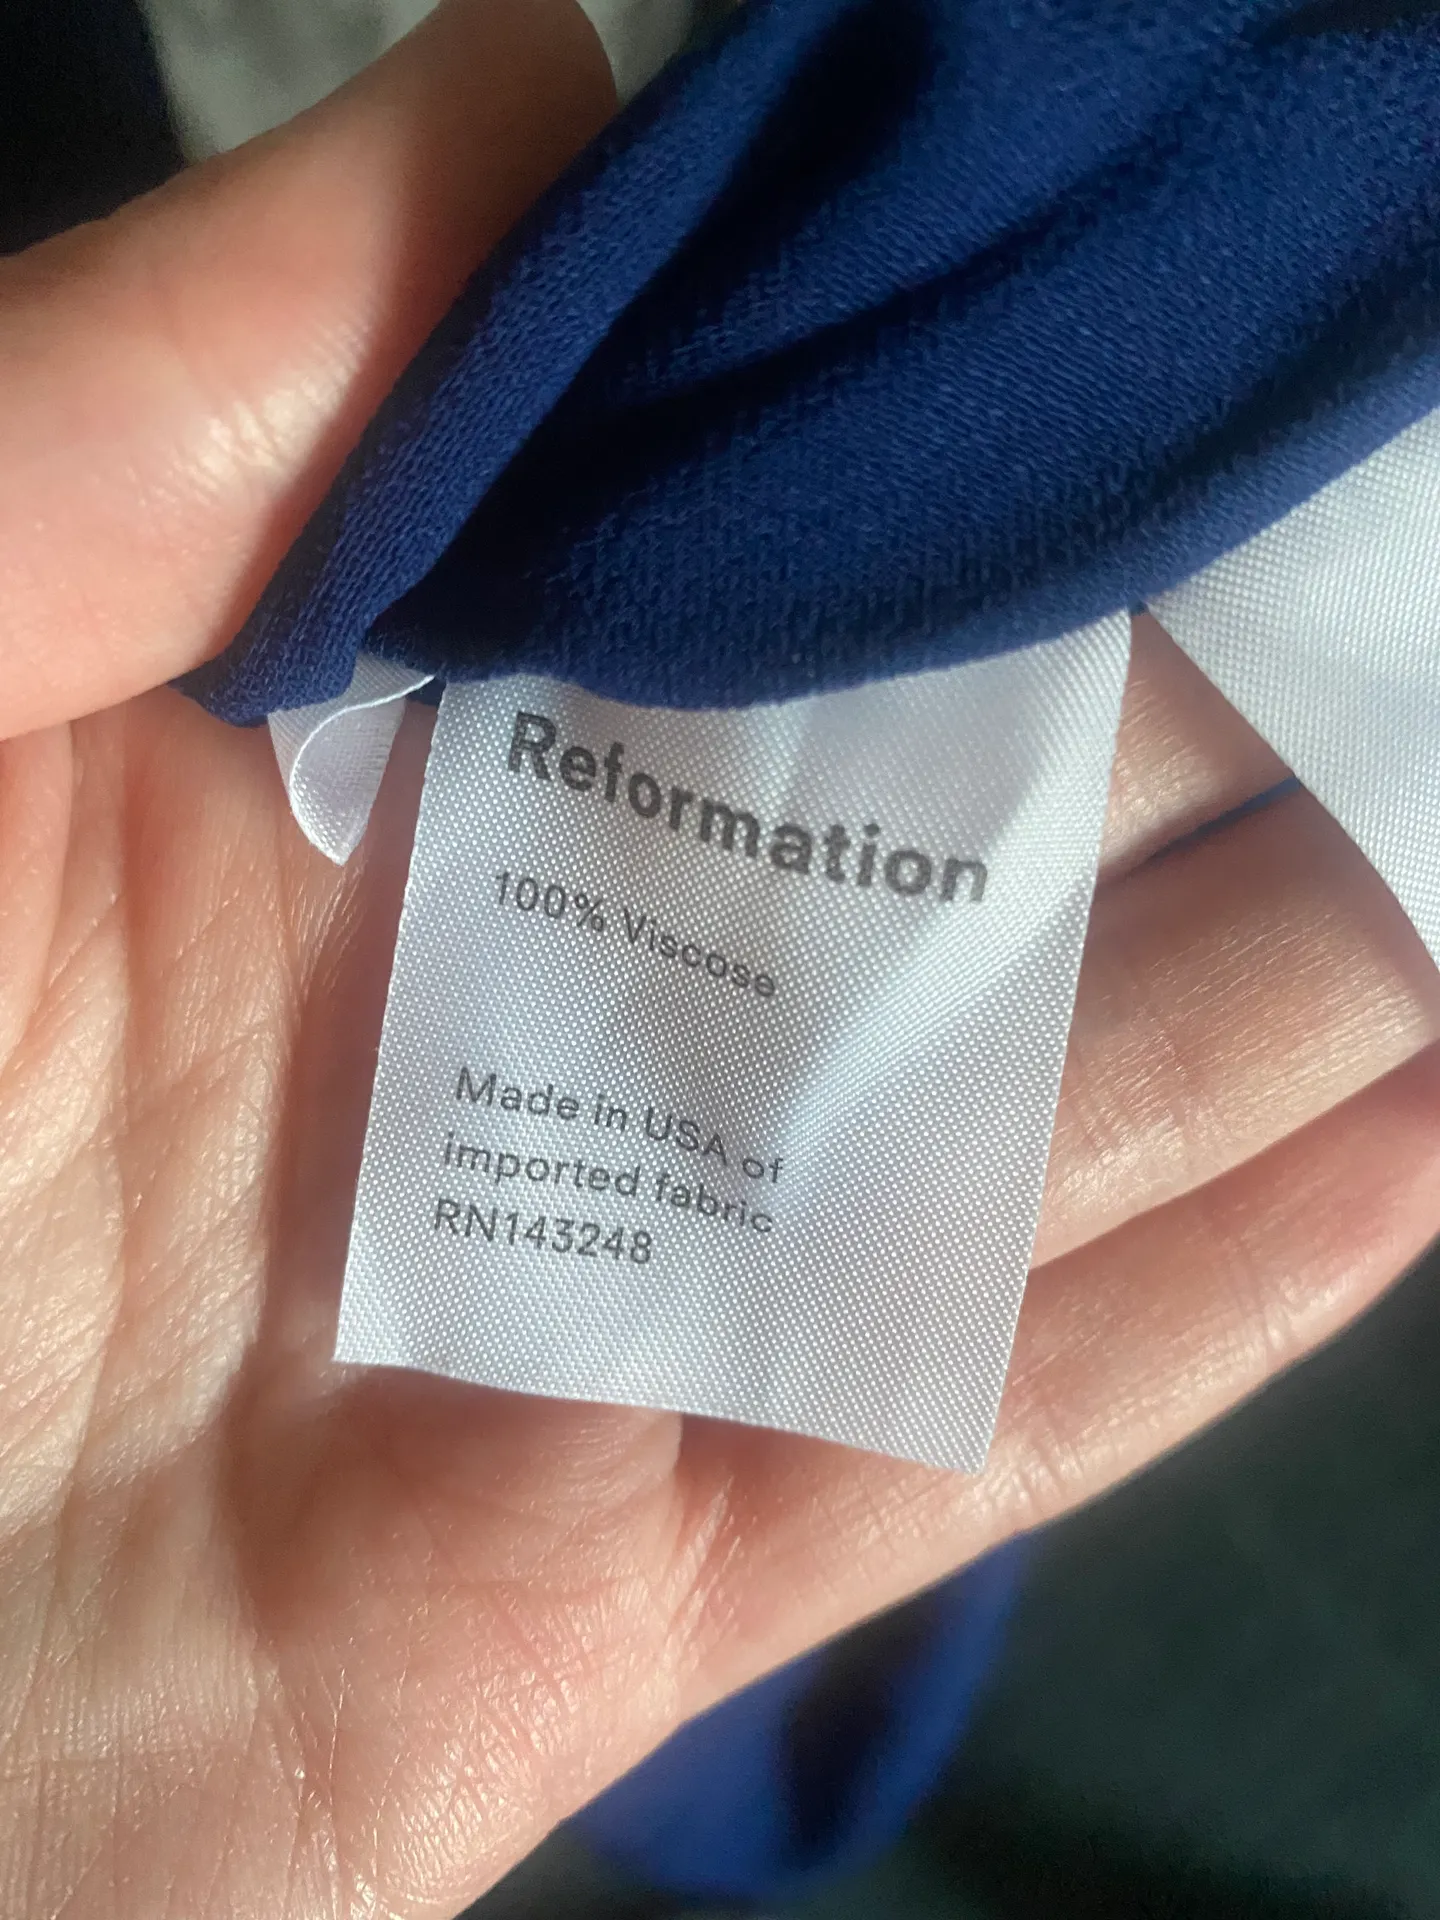 Reformation
100% Viscose
Made in USA of
imported fabric
RN143248